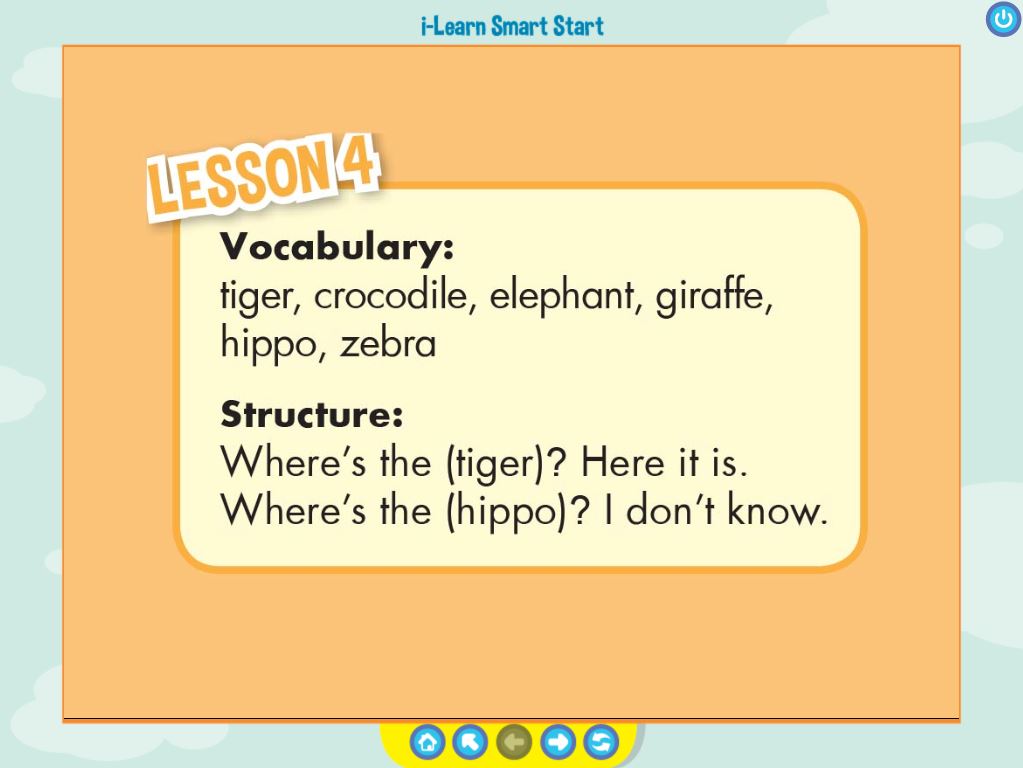 i-Learn Smart Start
LESSON 4
Vocabulary:
tiger, crocodile, elephant, giraffe,
hippo, zebra
Structure:
Where’s the (tiger)? Here it is.
Where’s the (hippo)? I don’t know.